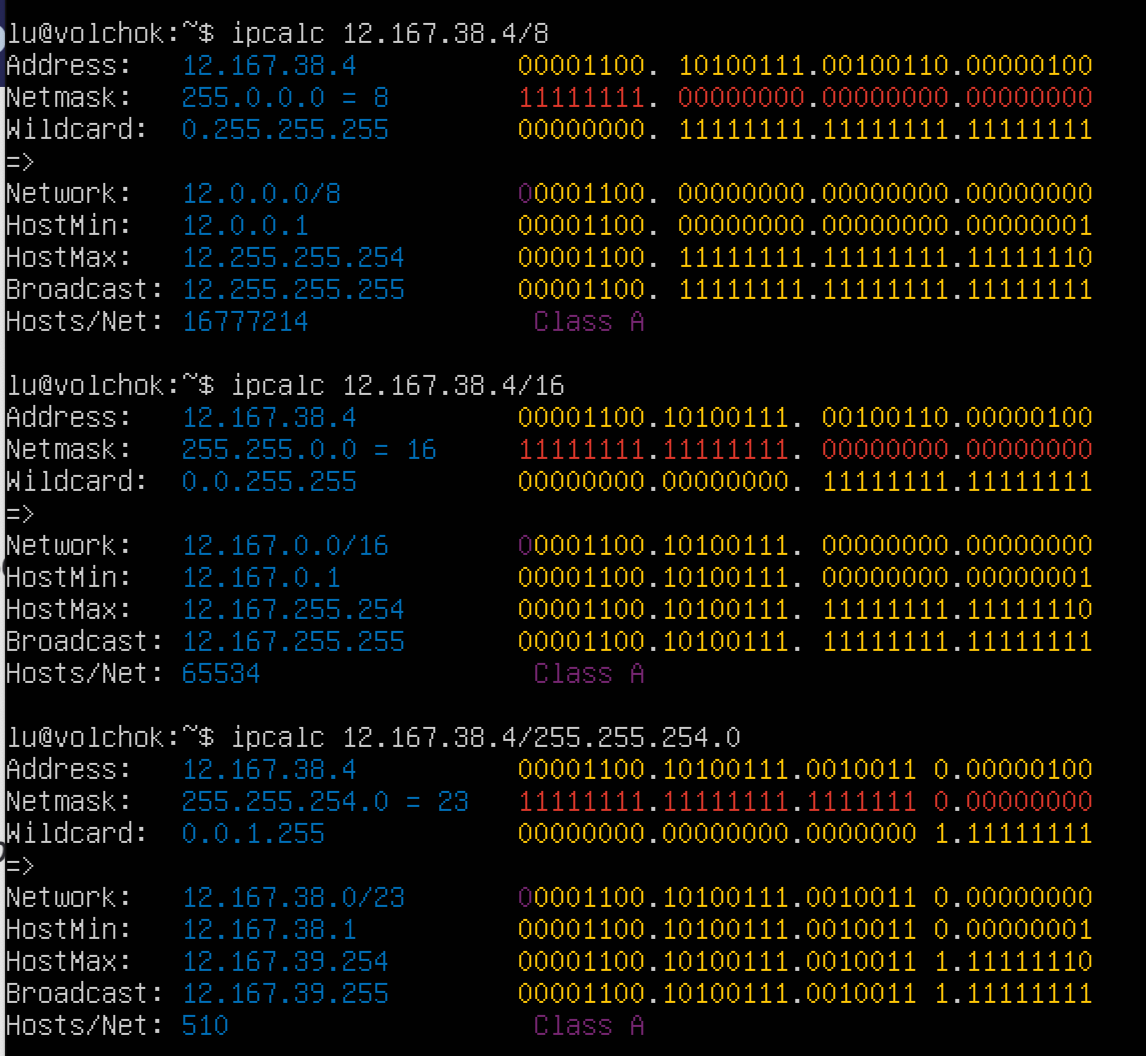 lu@volchok:~$ ipcalc 12.167.38.4/8
Address:   12.167.38.4           00001100. 10100111.00100110.00000100
Netmask:   255.0.0.0 = 8         11111111. 00000000.00000000.00000000
Wildcard:  0.255.255.255         00000000. 11111111.11111111.11111111
=>
Network:   12.0.0.0/8            00001100. 00000000.00000000.00000000
HostMin:   12.0.0.1              00001100. 00000000.00000000.00000001
HostMax:   12.255.255.254        00001100. 11111111.11111111.11111110
Broadcast: 12.255.255.255        00001100. 11111111.11111111.11111111
Hosts/Net: 16777214               Class A
lu@volchok:~$ ipcalc 12.167.38.4/16
Address:   12.167.38.4           00001100.10100111. 00100110.00000100
Netmask:   255.255.0.0 = 16      11111111.11111111. 00000000.00000000
Wildcard:  0.0.255.255           00000000.00000000. 11111111.11111111
=>
Network:   12.167.0.0/16         00001100.10100111. 00000000.00000000
HostMin:   12.167.0.1            00001100.10100111. 00000000.00000001
HostMax:   12.167.255.254        00001100.10100111. 11111111.11111110
Broadcast: 12.167.255.255        00001100.10100111. 11111111.11111111
Hosts/Net: 65534                  Class A
lu@volchok:~$ ipcalc 12.167.38.4/255.255.254.0
Address:   12.167.38.4           00001100.10100111.0010011 0.00000100
Netmask:   255.255.254.0 = 23    11111111.11111111.1111111 0.00000000
Wildcard:  0.0.1.255             00000000.00000000.0000000 1.11111111
=>
Network:   12.167.38.0/23        00001100.10100111.0010011 0.00000000
HostMin:   12.167.38.1           00001100.10100111.0010011 0.00000001
HostMax:   12.167.39.254         00001100.10100111.0010011 1.11111110
Broadcast: 12.167.39.255         00001100.10100111.0010011 1.11111111
Hosts/Net: 510                    Class A